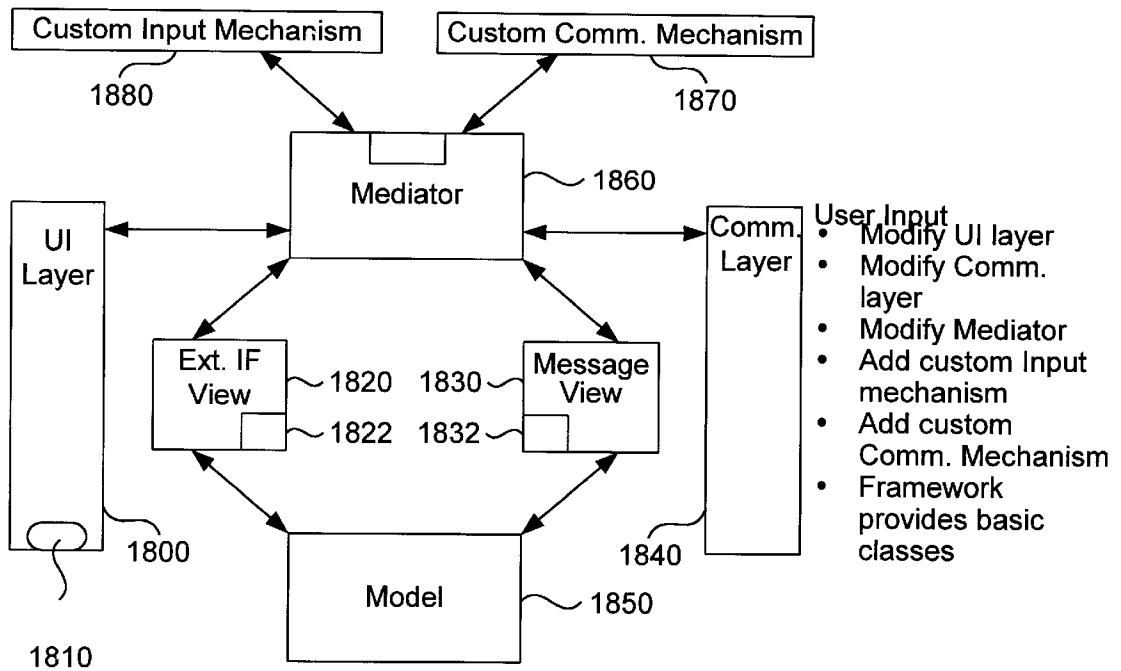 Custom Input Mechanism
Custom Comm. Mechanism
1880
1870
Mediator
1860
UI
Layer
Comm.
Layer
Ext. IF
View
1820
1822
1830
1832
Message
View
1800
1810
Model
1850
1840
User Input
• Modify UI layer
• Modify Comm.
layer
• Modify Mediator
• Add custom Input
mechanism
• Add custom
Comm. Mechanism
• Framework
provides basic
classes